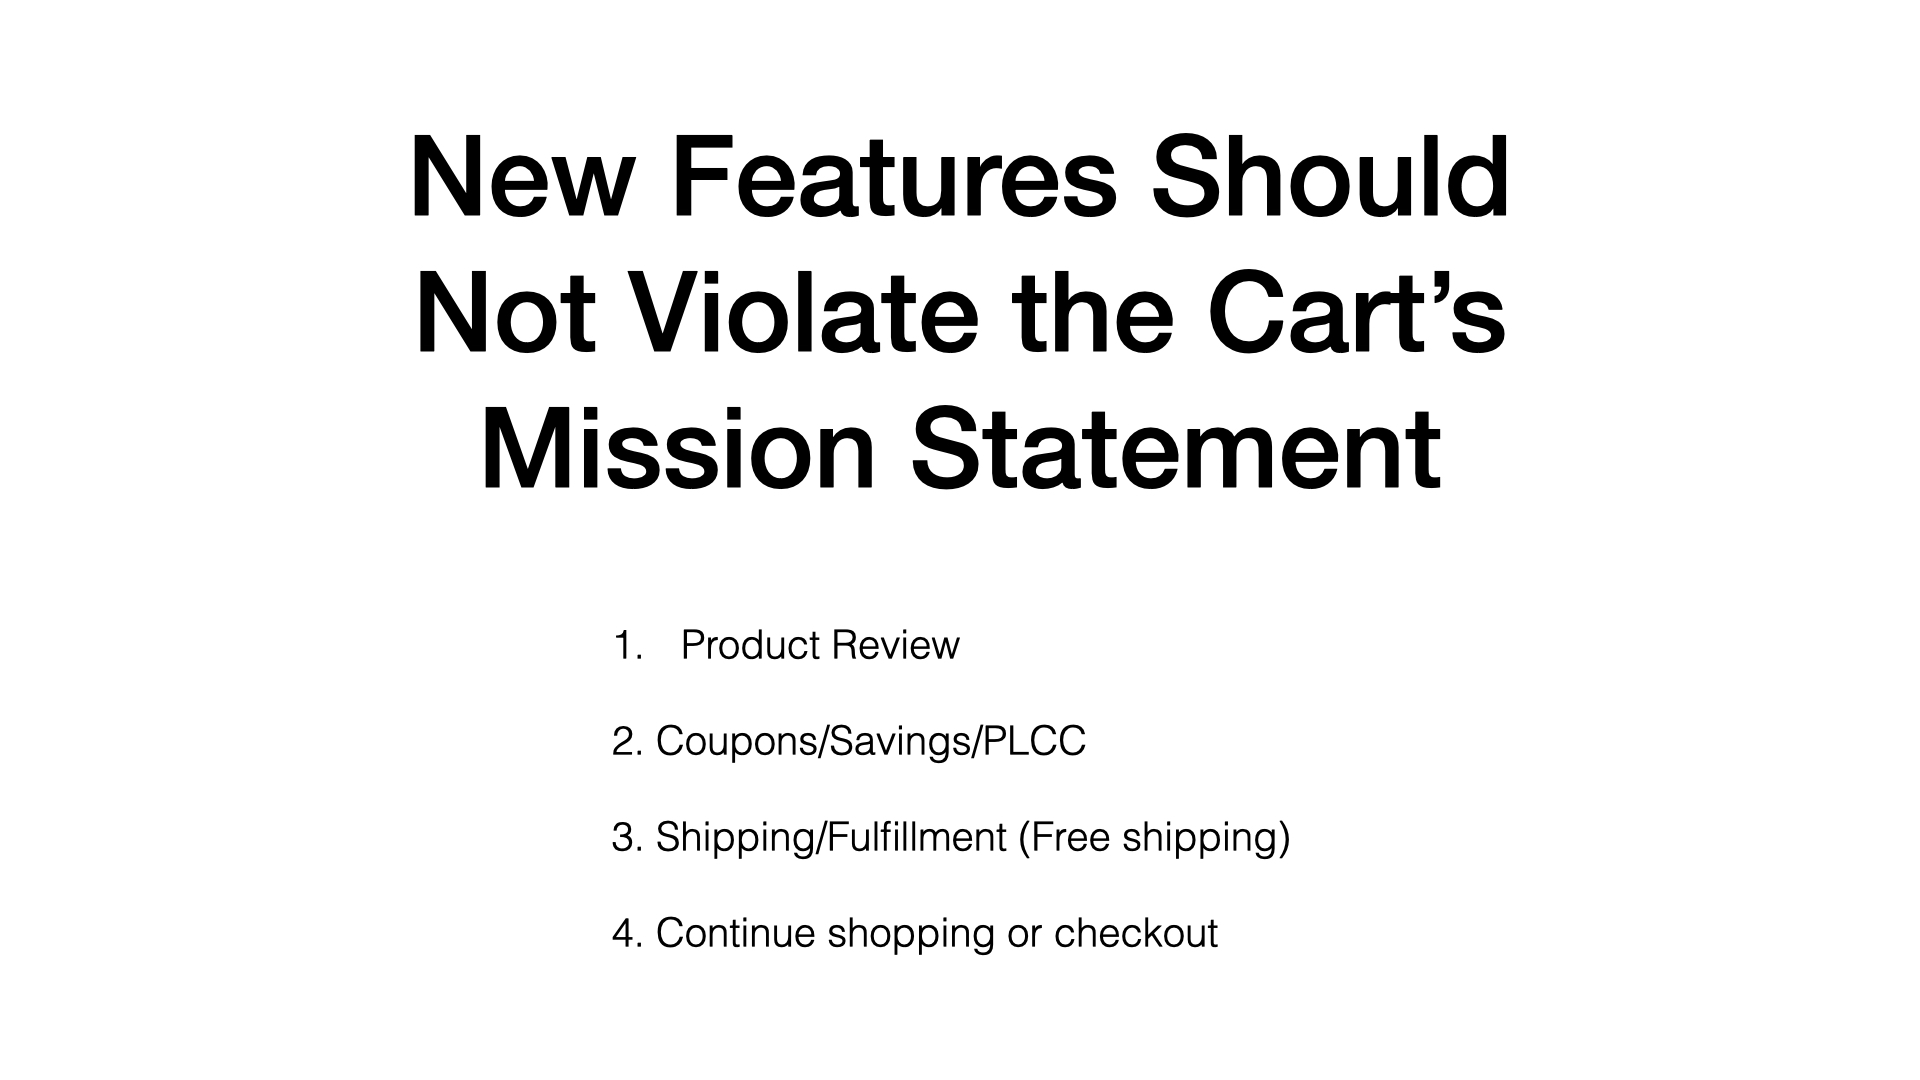 New Features Should
Not Violate the Cart’s
Mission Statement
1. Product Review
2. Coupons/Savings/PLCC
3. Shipping/Fulfillment (Free shipping)
4. Continue shopping or checkout